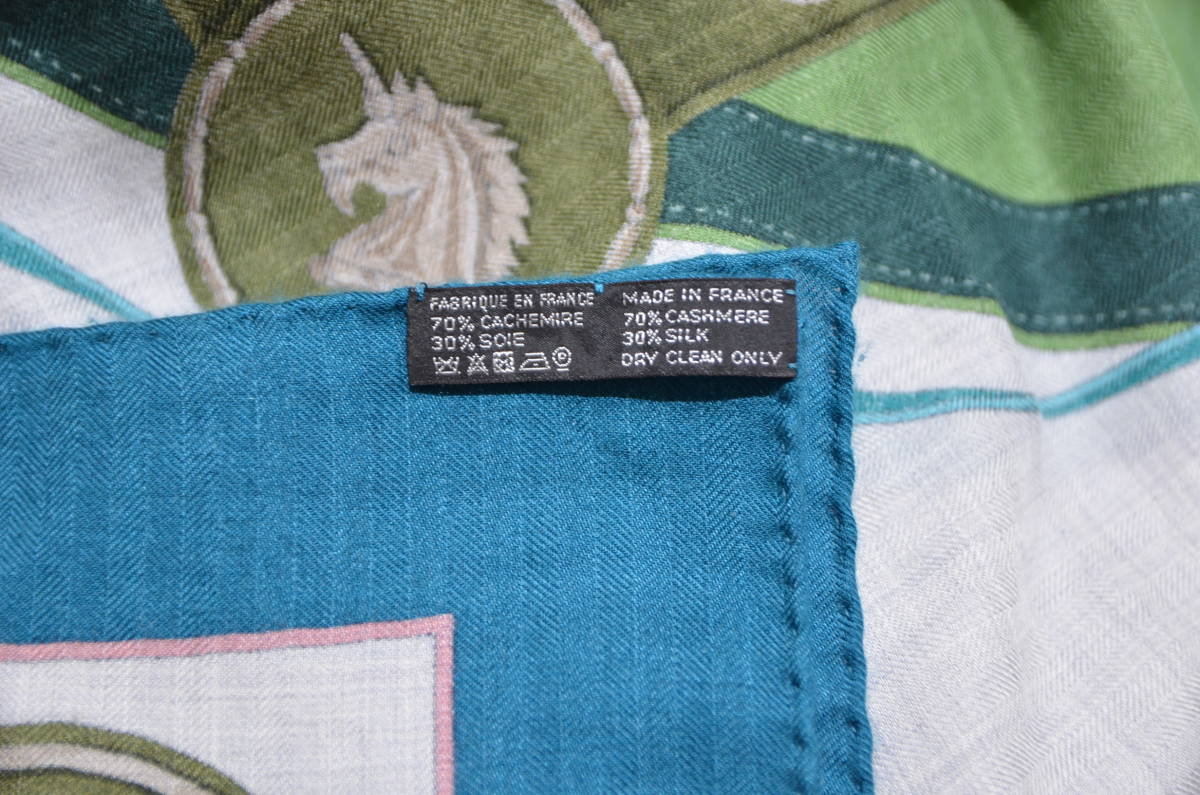 FABRIQUE EN FRANCE
70% CACHEMIRE
30% SOIE
MADE IN FRANCE
70% CASHMERE
30% SILK
DRY CLEAN ONLY